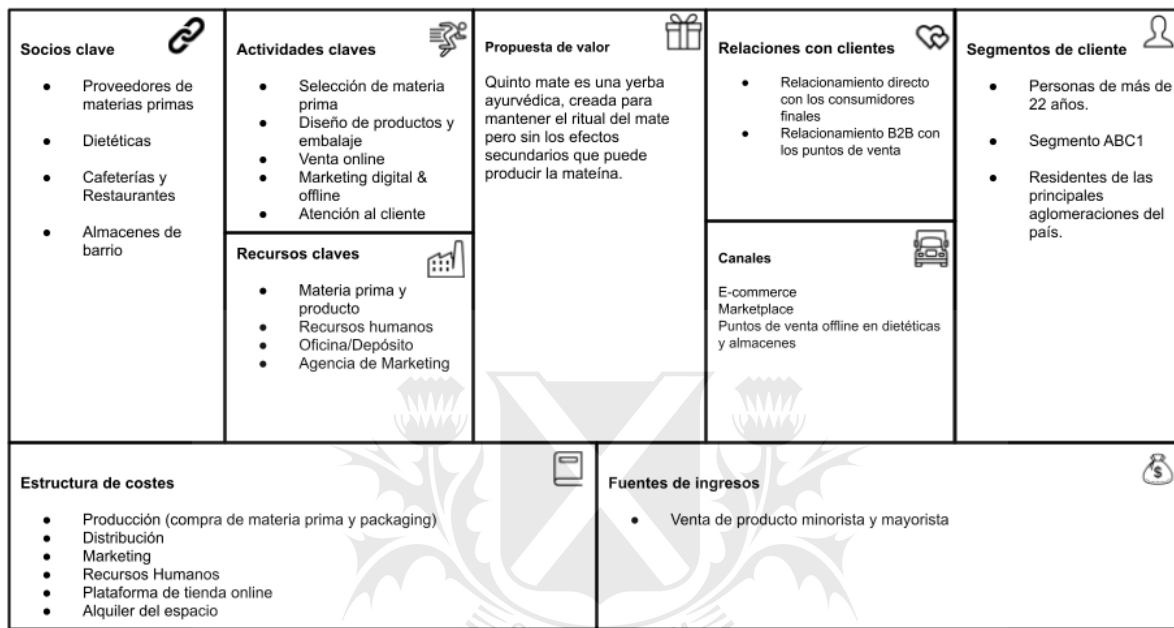 Socios clave
● Proveedores de
materias primas
● Dietéticas
● Cafeterías y
Restaurantes
● Almacenes de
barrio
Actividades claves
● Selección de materia
prima
● Diseño de productos y
embalaje
● Venta online
● Marketing digital &
offline
● Atención al cliente
Recursos claves
● Materia prima y
producto
● Recursos humanos
● Oficina/Depósito
● Agencia de Marketing
Propuesta de valor
Quinto mate es una yerba
ayurvédica, creada para
mantener el ritual del mate
pero sin los efectos
secundarios que puede
producir la mateína.
Relaciones con clientes
● Relacionamiento directo
con los consumidores
finales
● Relacionamiento B2B con
los puntos de venta
Canales
E-commerce
Marketplace
Puntos de venta offline en dietéticas
y almacenes
Segmentos de cliente
● Personas de más de
22 años.
● Segmento ABC1
● Residentes de las
principales
aglomeraciones del
país.
Estructura de costes
● Producción (compra de materia prima y packaging)
● Distribución
● Marketing
● Recursos Humanos
● Plataforma de tienda online
● Alquiler del espacio
Fuentes de ingresos
$
● Venta de producto minorista y mayorista